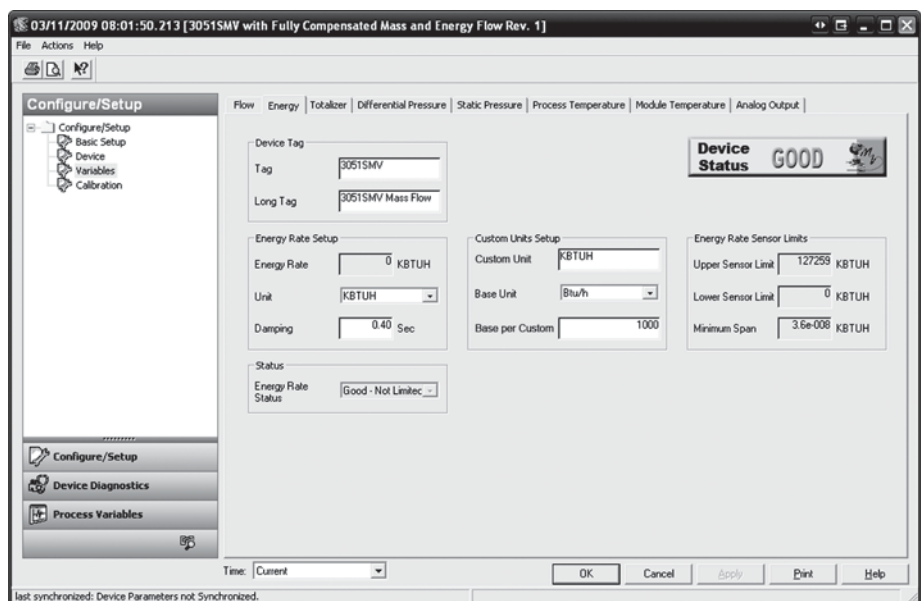 03/11/2009 08:01:50.213 [3051SMV with Fully Compensated Mass and Energy Flow Rev. 1]
File Actions Help
Configure/Setup
Configure/Setup
Basic Setup
Device
Variables
Calibration
Configure/Setup
Device Diagnostics
Process Variables
Flow Energy Totalizer Differential Pressure Static Pressure Process Temperature Module Temperature Analog Output
Device Tag
Tag 3051SMV
Long Tag 3051SMV Mass Flow
Device Status GOOD
Energy Rate Setup
Energy Rate 0 KBTUH
Unit KBTUH
Damping 0.40 Sec
Custom Units Setup
Custom Unit KBTUH
Base Unit Btu/h
Base per Custom 1000
Energy Rate Sensor Limits
Upper Sensor Limit 127259 KBTUH
Lower Sensor Limit 0 KBTUH
Minimum Span 3.6e-008 KBTUH
Status
Energy Rate Status Good - Not Limitec
Time: Current
OK Cancel Apply Print Help
last synchronized: Device Parameters not Synchronized.